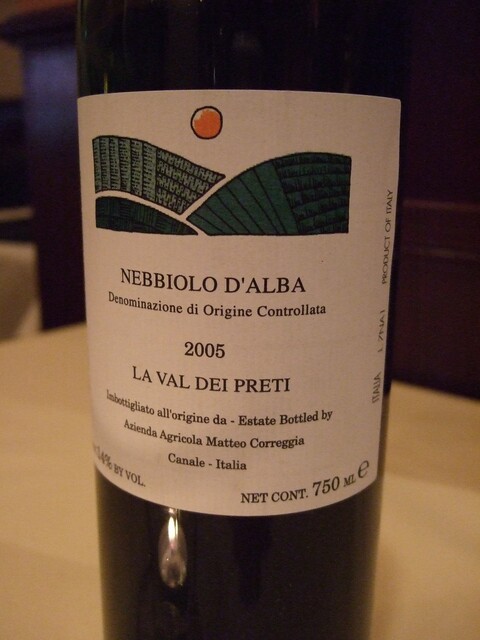 NEBBIOLO D'ALBA
Denominazione di Origine Controllata
2005
LA VAL DEI PRETI
Imbottigliato all'origine da - Estate Bottled by
Azienda Agricola Matteo Correggia
Canale - Italia
14% BY VOL.
NET CONT. 750 ML e
ITALIA
PRODUCT OF ITALY